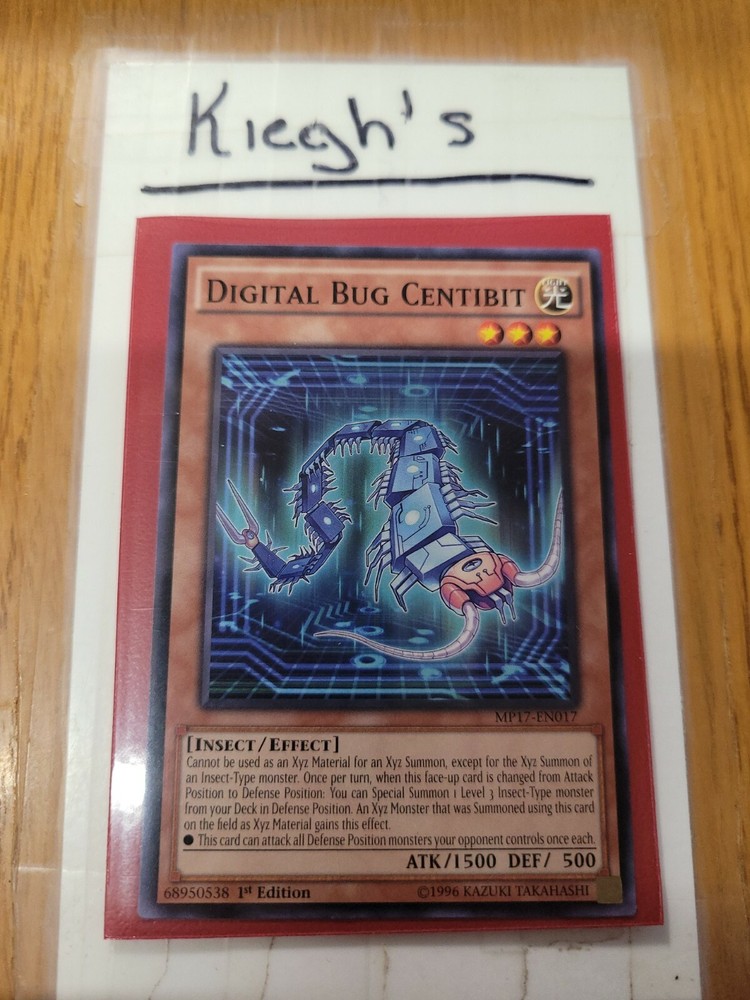 Kiegh's
DIGITAL BUG CENTIBIT
LIGHT
光
MP17-EN017
[INSECT/EFFECT]
Cannot be used as an Xyz Material for an Xyz Summon, except for the Xyz Summon of
an Insect-Type monster. Once per turn, when this face-up card is changed from Attack
Position to Defense Position: You can Special Summon 1 Level 3 Insect-Type monster
from your Deck in Defense Position. An Xyz Monster that was Summoned using this card
on the field as Xyz Material gains this effect.
● This card can attack all Defense Position monsters your opponent controls once each.
ATK/1500 DEF/ 500
68950538 1st Edition ©1996 KAZUKI TAKAHASHI